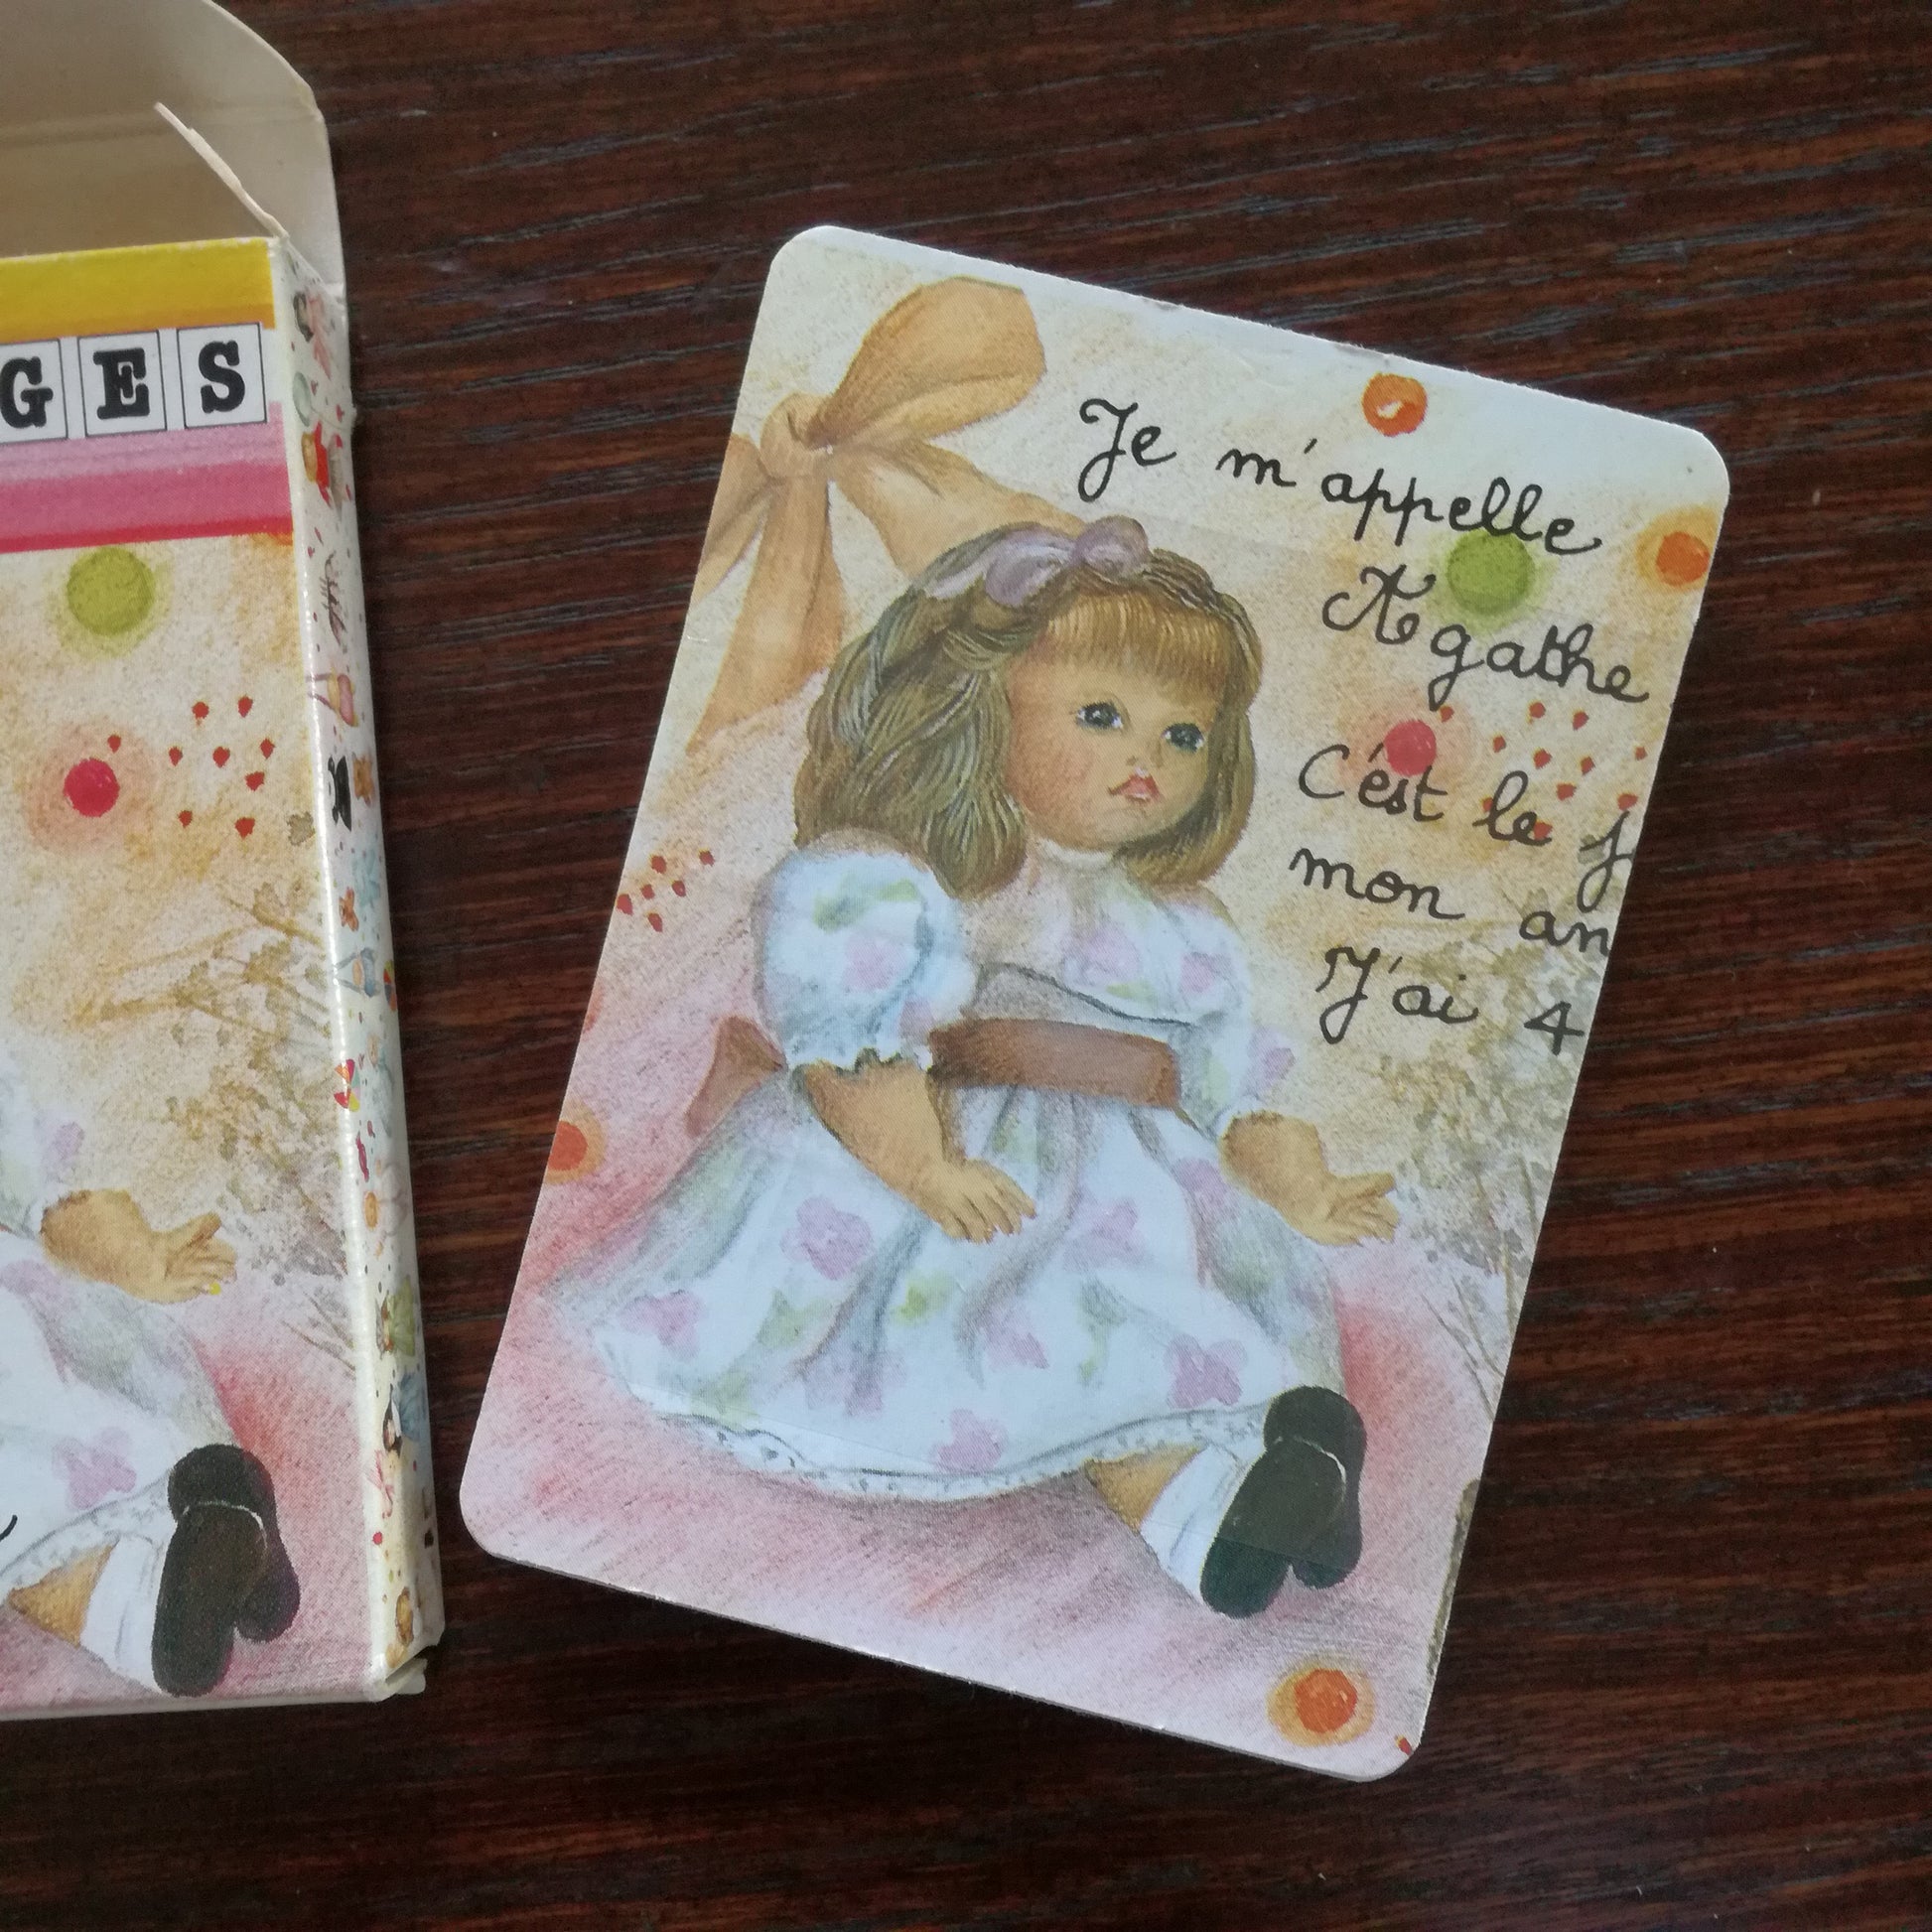 GES
Je m'appelle
Agathe
C'est le j
mon an
J'ai 4